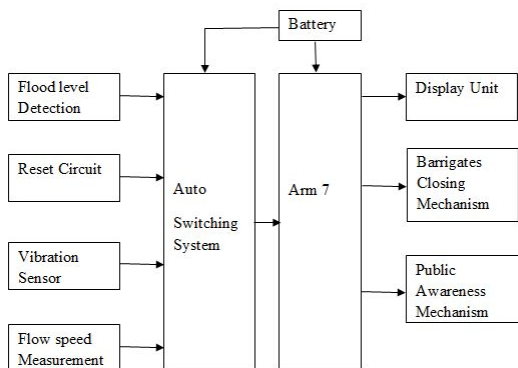 Battery
Flood level
Detection
Reset Circuit
Vibration
Sensor
Flow speed
Measurement
Auto
Switching
System
Arm 7
Display Unit
Barrigates
Closing
Mechanism
Public
Awareness
Mechanism